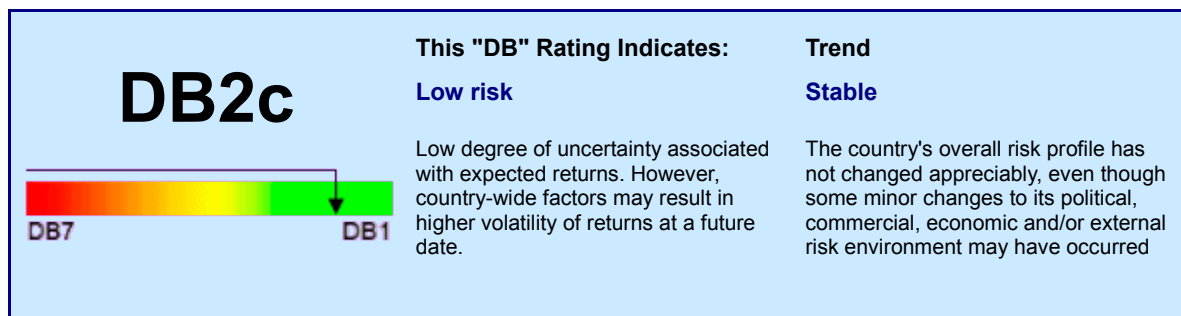 DB2c
DB7
DB1
This "DB" Rating Indicates:
Low risk
Low degree of uncertainty associated
with expected returns. However,
country-wide factors may result in
higher volatility of returns at a future
date.
Trend
Stable
The country's overall risk profile has
not changed appreciably, even though
some minor changes to its political,
commercial, economic and/or external
risk environment may have occurred